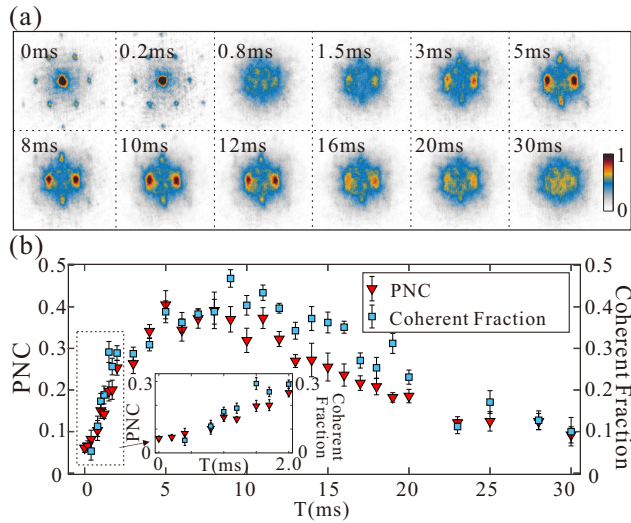 (a)
0ms 0.2ms 0.8ms 1.5ms 3ms 5ms
8ms 10ms 12ms 16ms 20ms 30ms
1
0
(b)
0.5 0.5
0.4 0.4
0.3 0.3
0.2 0.2
0.1 0.1
PNC
Coherent Fraction
PNC
Coherent Fraction
0.3 0.3
0 0
PNC
Coherent
Fraction
0 T(ms) 2.0
0 5 10 15 20 25 30
T(ms)